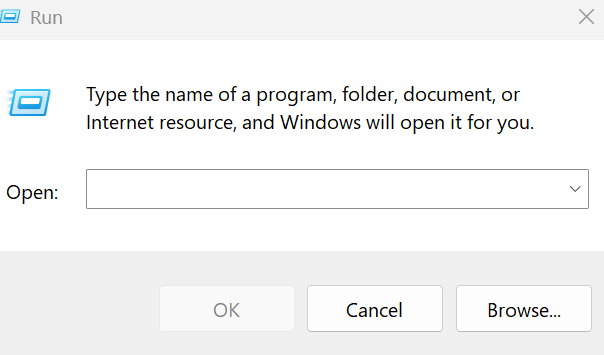 Run
Type the name of a program, folder, document, or
Internet resource, and Windows will open it for you.
Open:
OK
Cancel
Browse...